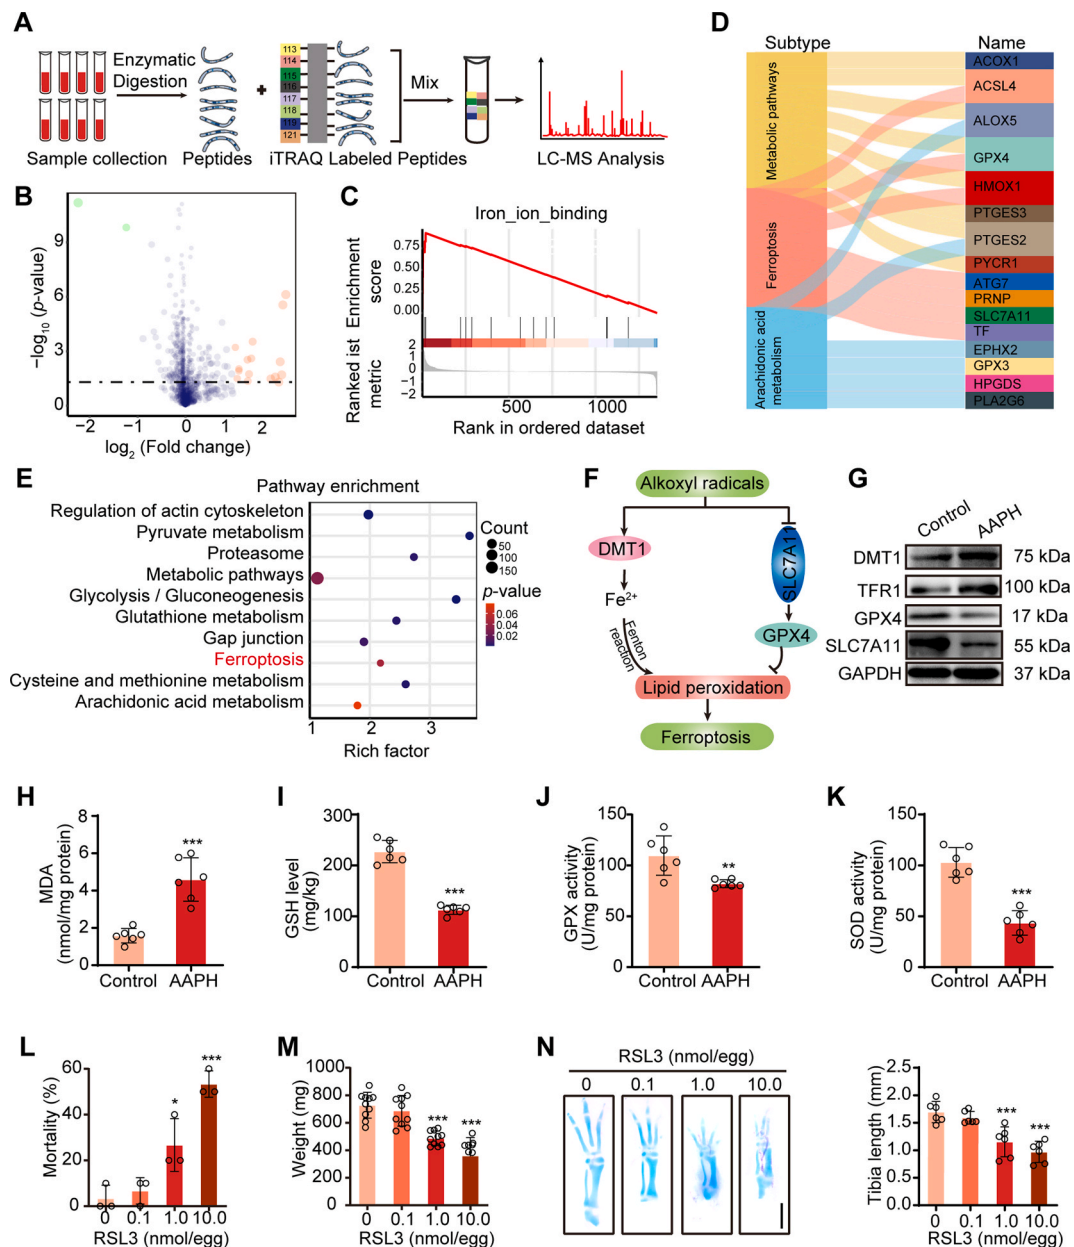 A
Enzymatic
Digestion
Sample collection
Peptides
+
113
114
115
116
117
118
119
121
iTRAQ Labeled Peptides
Mix
LC-MS Analysis
B
−log10 (p-value)
9
6
3
0
−2 −1 0 1 2
log2 (Fold change)
C
Iron_ion_binding
Enrichment
score
0.75
0.50
0.25
0.00
Ranked ist
metric
2
1
0
−1
−2
500 1000
Rank in ordered dataset
D
Subtype Name
Metabolic pathways
Ferroptosis
Arachidonic acid
metabolism
ACOX1
ACSL4
ALOX5
GPX4
HMOX1
PTGES3
PTGES2
PYCR1
ATG7
PRNP
SLC7A11
TF
EPHX2
GPX3
HPGDS
PLA2G6
E
Pathway enrichment
Regulation of actin cytoskeleton
Pyruvate metabolism
Proteasome
Metabolic pathways
Glycolysis / Gluconeogenesis
Glutathione metabolism
Gap junction
Ferroptosis
Cysteine and methionine metabolism
Arachidonic acid metabolism
1 2 3
Rich factor
Count
50
100
150
p-value
0.06
0.04
0.02
F
Alkoxyl radicals
DMT1
SLC7A11
Fe2+
GPX4
Fenton
reaction
Lipid peroxidation
Ferroptosis
G
Control AAPH
DMT1 75 kDa
TFR1 100 kDa
GPX4 17 kDa
SLC7A11 55 kDa
GAPDH 37 kDa
H
MDA
(nmol/mg protein)
8
6
4
2
0
***
Control AAPH
I
GSH level
(mg/kg)
300
200
100
0
***
Control AAPH
J
GPX activity
(U/mg protein)
150
100
50
0
**
Control AAPH
K
SOD activity
(U/mg protein)
150
100
50
0
***
Control AAPH
L
Mortality (%)
60
40
20
0
* ***
0 0.1 1.0 10.0
RSL3 (nmol/egg)
M
Weight (mg)
1000
800
600
400
200
0
*** ***
0 0.1 1.0 10.0
RSL3 (nmol/egg)
N
RSL3 (nmol/egg)
0 0.1 1.0 10.0
Tibia length (mm)
2.5
2.0
1.5
1.0
0.5
0.0
*** ***
0 0.1 1.0 10.0
RSL3 (nmol/egg)